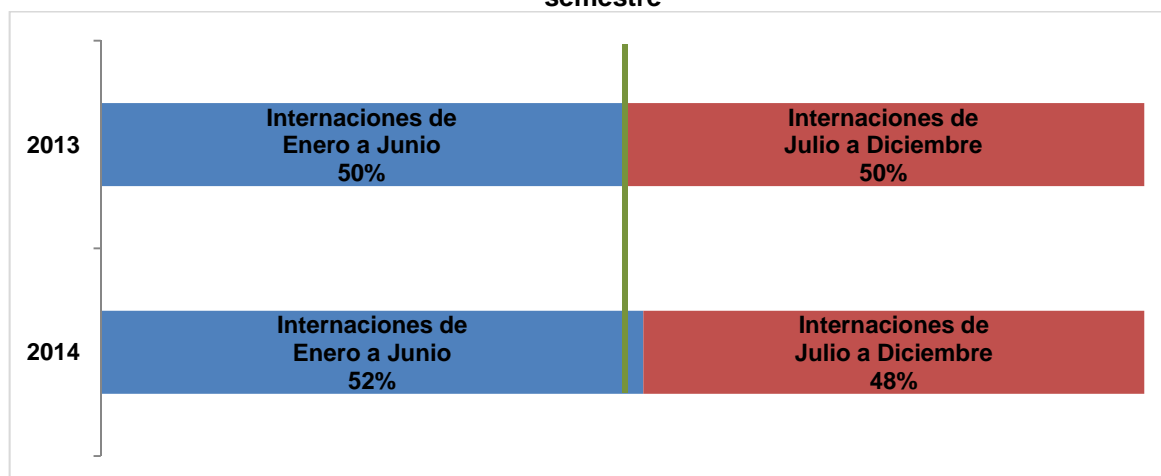 semestre
2013
Internaciones de
Enero a Junio
50%
Internaciones de
Julio a Diciembre
50%
2014
Internaciones de
Enero a Junio
52%
Internaciones de
Julio a Diciembre
48%